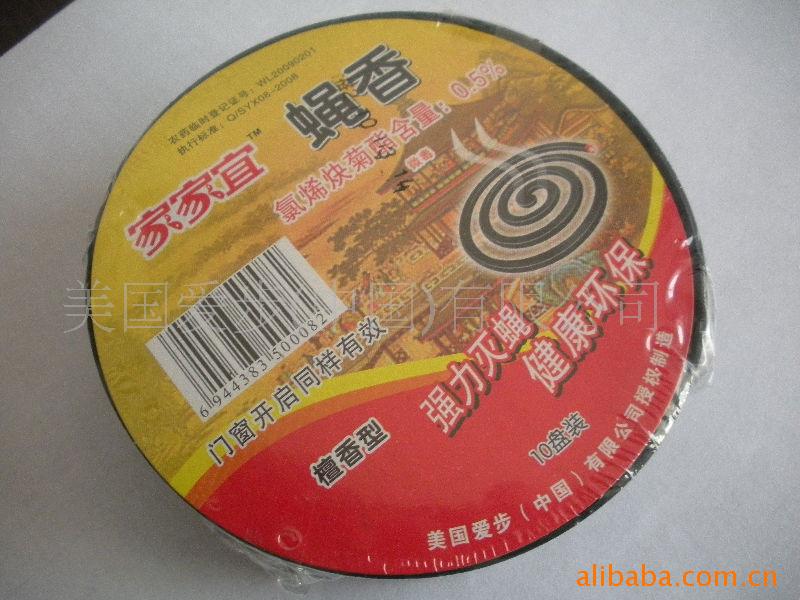 农药临时登记证号：WL20090201
执行标准：Q/SYX08-2008
家家宜™
蝇香
氯烯炔菊酯含量：0.5%
微毒
6944383500082
门窗开启同样有效
强力灭蝇
健康环保
檀香型
10盘装
美国爱步（中国）有限公司授权制造
美国爱步(中国)有限公司
alibaba.com.cn